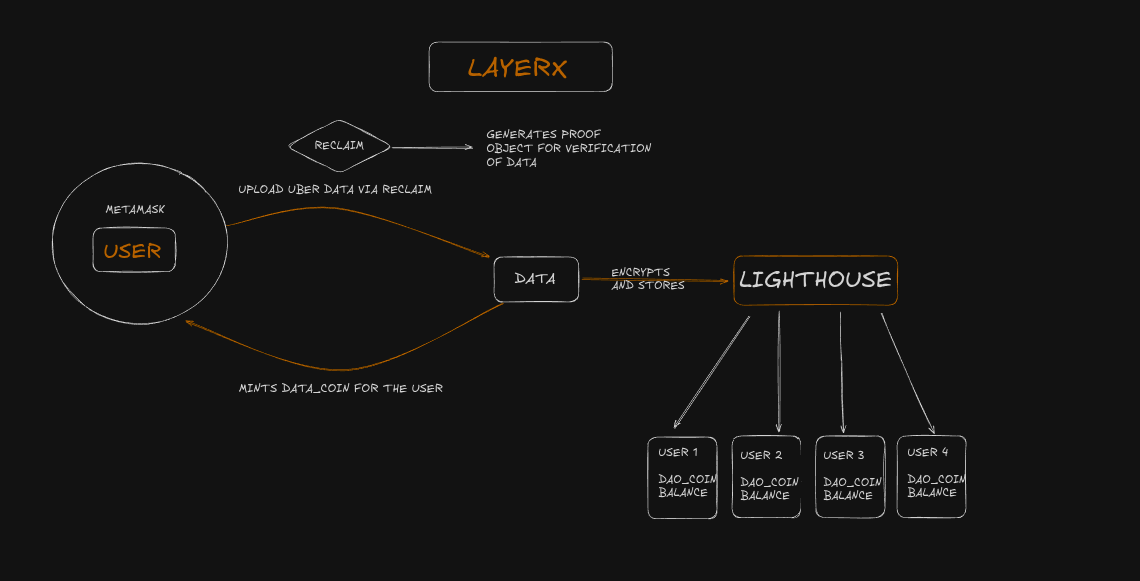 LAYERX
RECLAIM
GENERATES PROOF
OBJECT FOR VERIFICATION
OF DATA
UPLOAD UBER DATA VIA RECLAIM
METAMASK
USER
DATA
ENCRYPTS
AND STORES
LIGHTHOUSE
MINTS DATA_COIN FOR THE USER
USER 1
DAO_COIN
BALANCE
USER 2
DAO_COIN
BALANCE
USER 3
DAO_COIN
BALANCE
USER 4
DAO_COIN
BALANCE